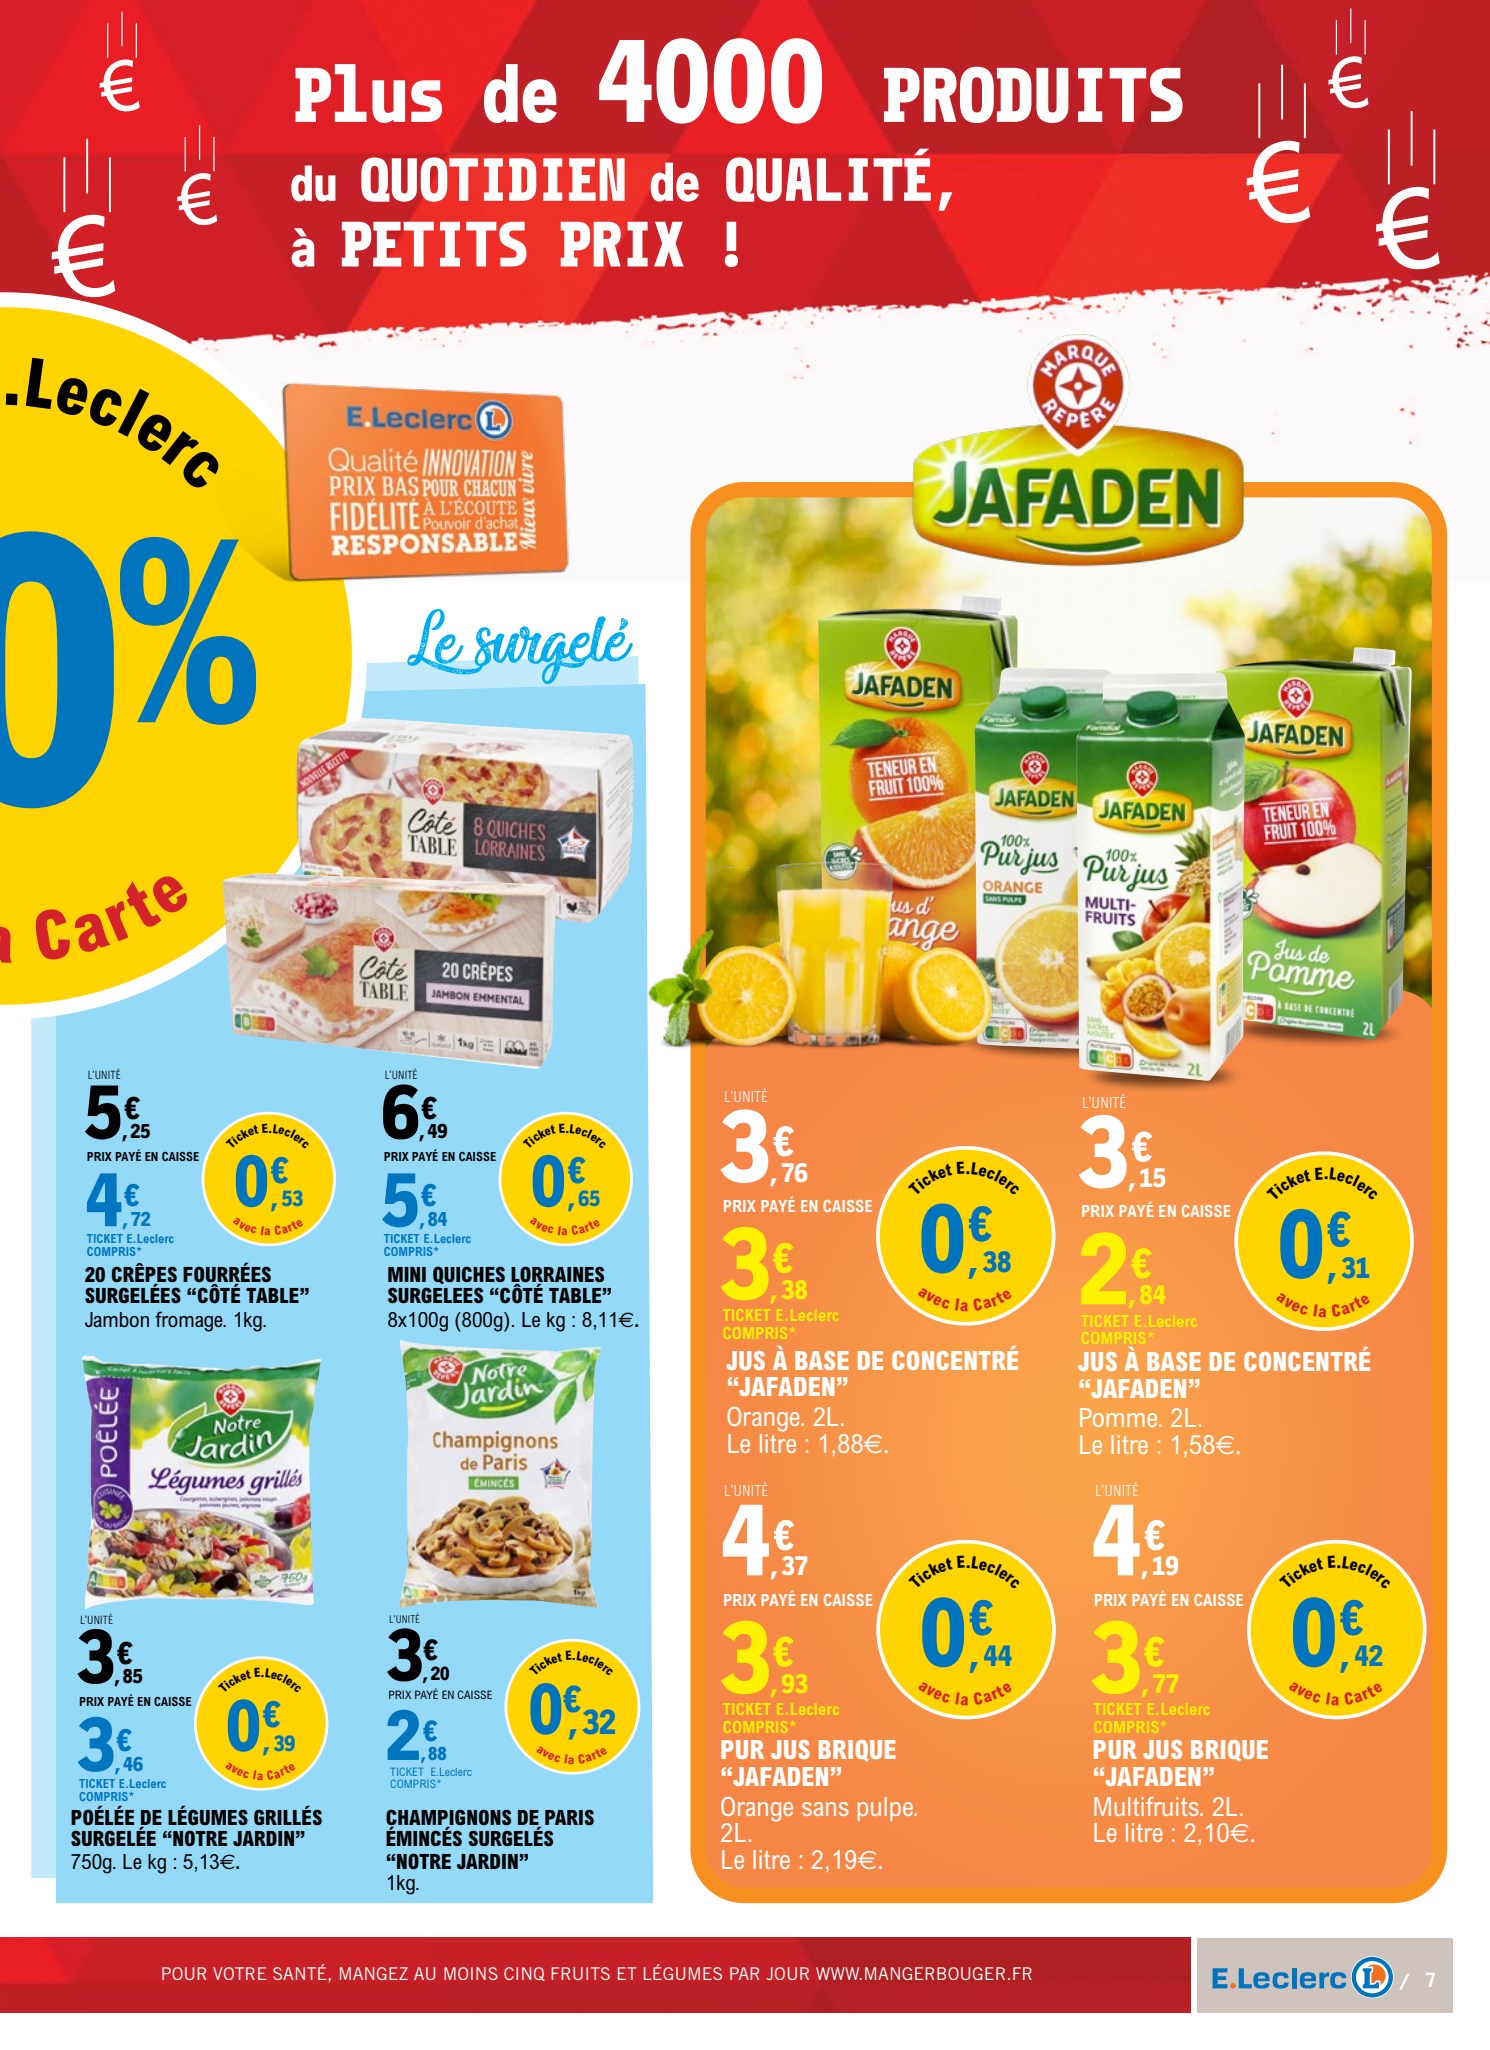 Plus de 4000 PRODUITS
du QUOTIDIEN de QUALITÉ,
à PETITS PRIX !
.Leclerc
0%
a Carte
E.Leclerc L
Qualité INNOVATION
PRIX BAS POUR CHACUN
FIDÉLITÉ À L'ÉCOUTE
Pouvoir d'achat
RESPONSABLE
Mieux vivre
Le surgelé
NOUVELLE RECETTE
Côté
TABLE
8 QUICHES
LORRAINES
Côté
TABLE
20 CRÊPES
JAMBON EMMENTAL
1kg
L'UNITÉ
5€,25
PRIX PAYÉ EN CAISSE
4€,72
TICKET E.Leclerc
COMPRIS*
Ticket E.Leclerc
0€,53
avec la Carte
20 CRÊPES FOURRÉES
SURGELÉES “CÔTÉ TABLE”
Jambon fromage. 1kg.
L'UNITÉ
6€,49
PRIX PAYÉ EN CAISSE
5€,84
TICKET E.Leclerc
COMPRIS*
Ticket E.Leclerc
0€,65
avec la Carte
MINI QUICHES LORRAINES
SURGELEES “CÔTÉ TABLE”
8x100g (800g). Le kg : 8,11€.
POÊLÉE
Notre
Jardin
Légumes grillés
750g
MARQUE REPÈRE
Notre
Jardin
Champignons
de Paris
ÉMINCÉS
1kg
L'UNITÉ
3€,85
PRIX PAYÉ EN CAISSE
3€,46
TICKET E.Leclerc
COMPRIS*
Ticket E.Leclerc
0€,39
avec la Carte
POÉLÉE DE LÉGUMES GRILLÉS
SURGELÉE “NOTRE JARDIN”
750g. Le kg : 5,13€.
L'UNITÉ
3€,20
PRIX PAYÉ EN CAISSE
2€,88
TICKET E.Leclerc
COMPRIS*
Ticket E.Leclerc
0€,32
avec la Carte
CHAMPIGNONS DE PARIS
ÉMINCÉS SURGELÉS
“NOTRE JARDIN”
1kg.
MARQUE REPÈRE
JAFADEN
MARQUE REPÈRE
JAFADEN
TENEUR EN
FRUIT 100%
JAFADEN
100%
Pur jus
ORANGE
SANS PULPE
JAFADEN
100%
Pur jus
MULTI-
FRUITS
2L
JAFADEN
TENEUR EN
FRUIT 100%
Jus de
Pomme
À BASE DE CONCENTRÉ
2L
L'UNITÉ
3€,76
PRIX PAYÉ EN CAISSE
3€,38
TICKET E.Leclerc
COMPRIS*
Ticket E.Leclerc
0€,38
avec la Carte
JUS À BASE DE CONCENTRÉ
“JAFADEN”
Orange. 2L.
Le litre : 1,88€.
L'UNITÉ
3€,15
PRIX PAYÉ EN CAISSE
2€,84
TICKET E.Leclerc
COMPRIS*
Ticket E.Leclerc
0€,31
avec la Carte
JUS À BASE DE CONCENTRÉ
“JAFADEN”
Pomme. 2L.
Le litre : 1,58€.
L'UNITÉ
4€,37
PRIX PAYÉ EN CAISSE
3€,93
TICKET E.Leclerc
COMPRIS*
Ticket E.Leclerc
0€,44
avec la Carte
PUR JUS BRIQUE
“JAFADEN”
Orange sans pulpe.
2L.
Le litre : 2,19€.
L'UNITÉ
4€,19
PRIX PAYÉ EN CAISSE
3€,77
TICKET E.Leclerc
COMPRIS*
Ticket E.Leclerc
0€,42
avec la Carte
PUR JUS BRIQUE
“JAFADEN”
Multifruits. 2L.
Le litre : 2,10€.
POUR VOTRE SANTÉ, MANGEZ AU MOINS CINQ FRUITS ET LÉGUMES PAR JOUR WWW.MANGERBOUGER.FR
E.Leclerc L / 7